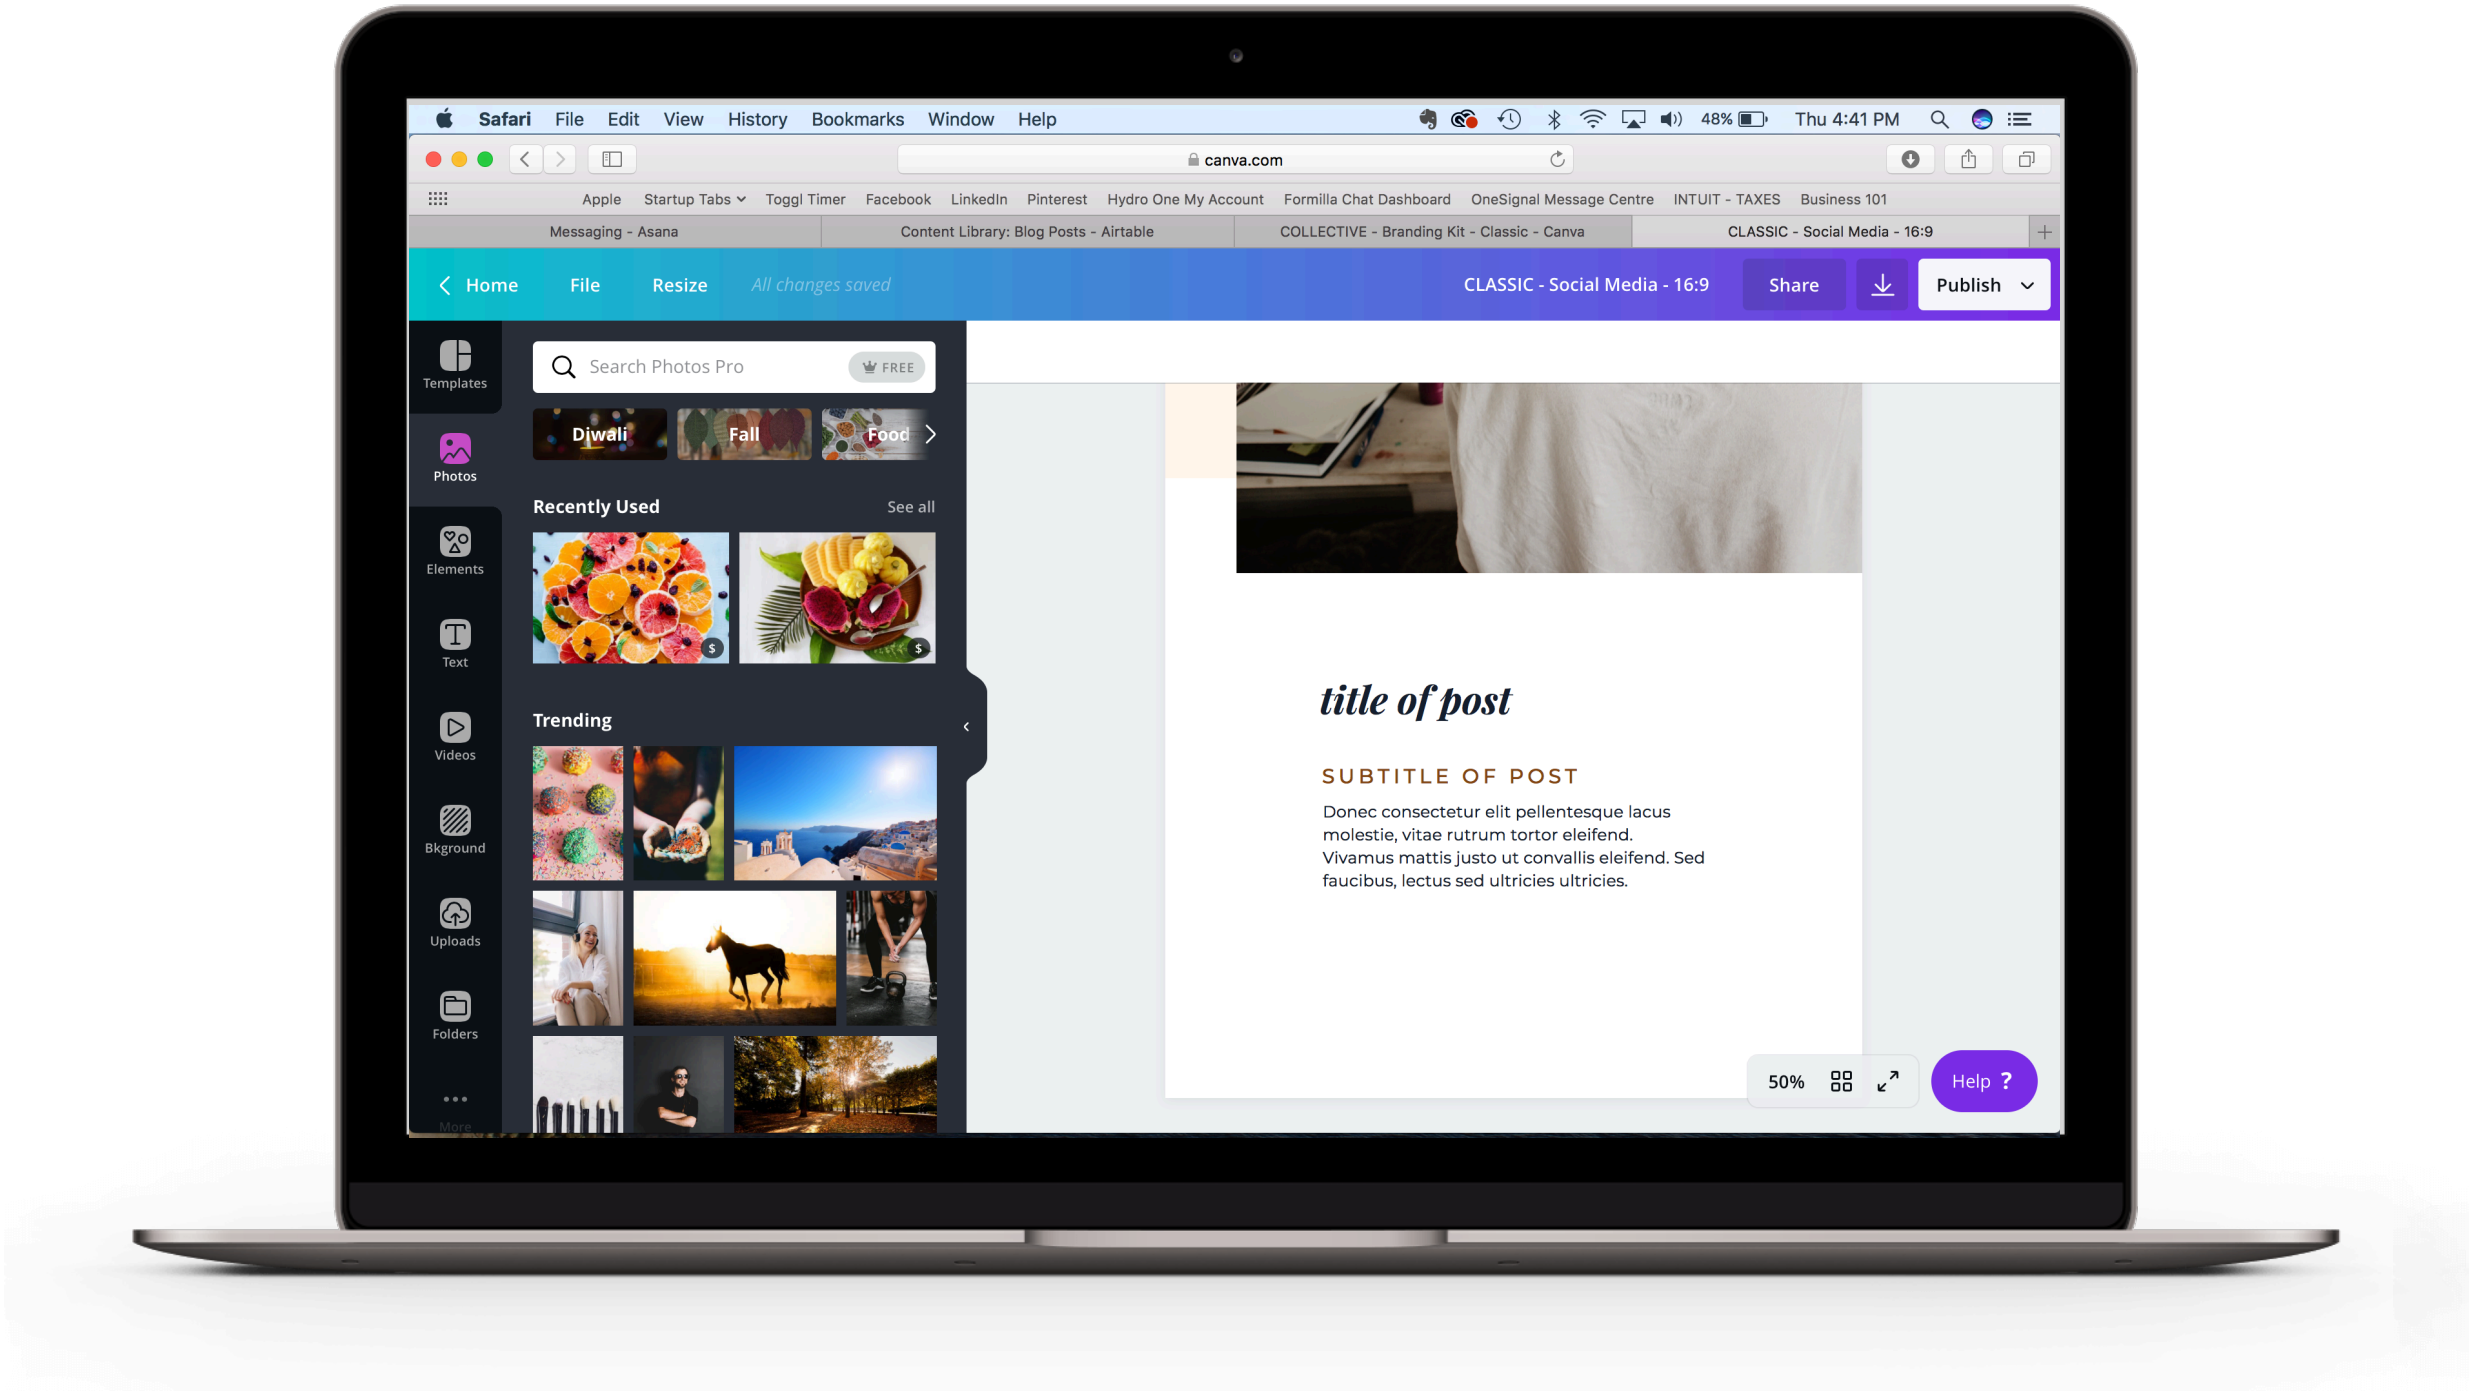 Safari File Edit View History Bookmarks Window Help 48% Thu 4:41 PM
canva.com
Apple Startup Tabs Toggl Timer Facebook LinkedIn Pinterest Hydro One My Account Formilla Chat Dashboard OneSignal Message Centre INTUIT - TAXES Business 101
Messaging - Asana Content Library: Blog Posts - Airtable COLLECTIVE - Branding Kit - Classic - Canva CLASSIC - Social Media - 16:9
Home File Resize All changes saved CLASSIC - Social Media - 16:9 Share Publish
Templates
Photos
Elements
Text
Videos
Bkground
Uploads
Folders
More
Search Photos Pro FREE
Diwali Fall Food
Recently Used See all
$ $
Trending
title of post
SUBTITLE OF POST
Donec consectetur elit pellentesque lacus
molestie, vitae rutrum tortor eleifend.
Vivamus mattis justo ut convallis eleifend. Sed
faucibus, lectus sed ultricies ultricies.
50% Help ?